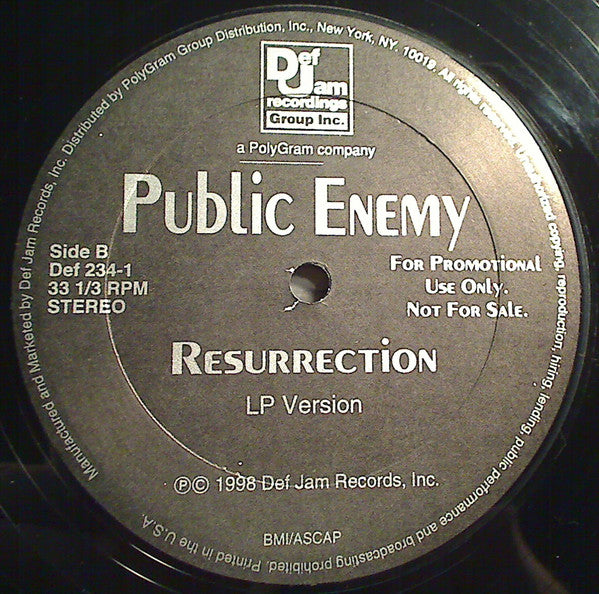 Def
Jam
recordings
Group Inc.
a PolyGram company
Public Enemy
Side B
Def 234-1
33 1/3 RPM
STEREO
For Promotional
Use Only.
Not For Sale.
Resurrection
LP Version
℗© 1998 Def Jam Records, Inc.
BMI/ASCAP
Manufactured and Marketed by Def Jam Records, Inc. Distributed by PolyGram Group Distribution, Inc., New York, NY. 10019. All rights reserved. Unauthorized copying, reproduction, hiring, lending, public performance and broadcasting prohibited. Printed in the U.S.A.